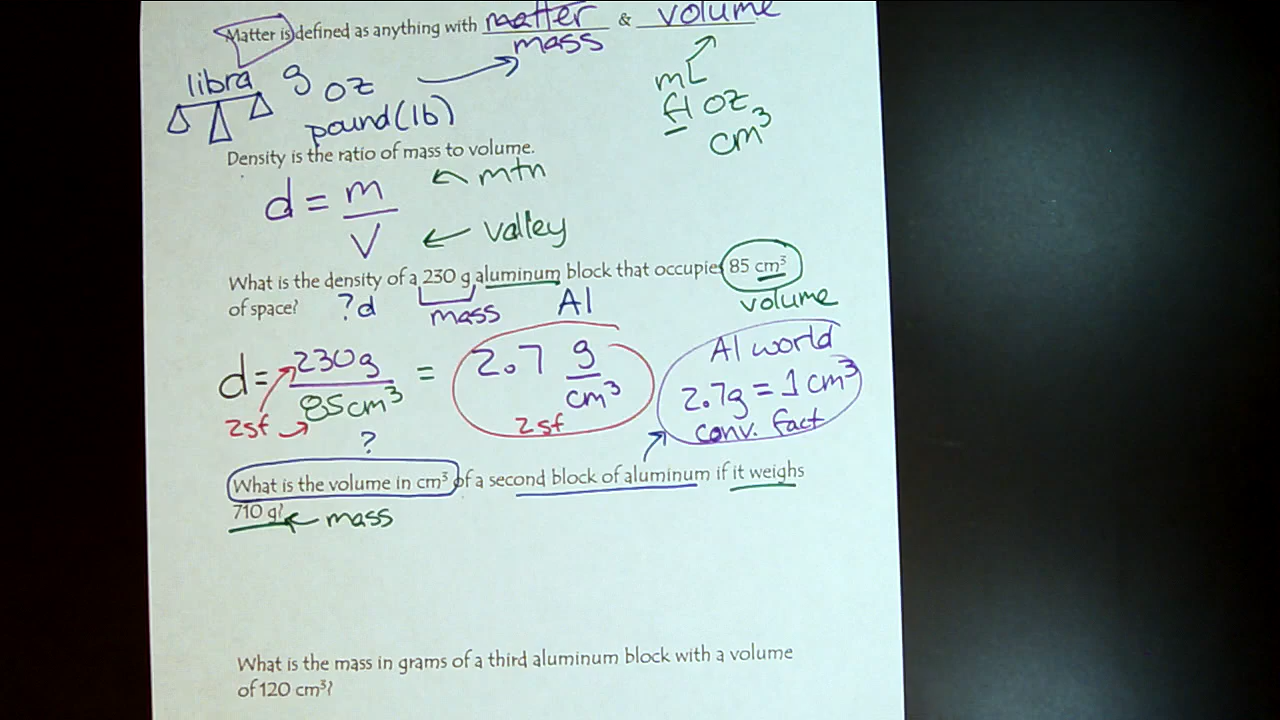 Matter is defined as anything with matter & volume
mass
libra g oz
pound (lb)
mL
fl oz
cm³
Density is the ratio of mass to volume.
d = m ← mtn
V ← valley
What is the density of a 230 g aluminum block that occupies 85 cm³
of space? ?d mass Al volume
d = 230g = 2.7 g
85cm³ cm³
2sf 2sf
Al world
2.7g = 1 cm³
conv. fact
?
What is the volume in cm³ of a second block of aluminum if it weighs
710 g? ← mass
What is the mass in grams of a third aluminum block with a volume
of 120 cm³?